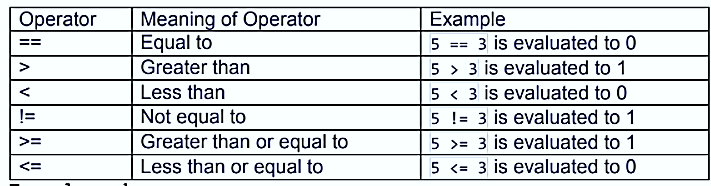 Operator Meaning of Operator Example
== Equal to 5 == 3 is evaluated to 0
> Greater than 5 > 3 is evaluated to 1
< Less than 5 < 3 is evaluated to 0
!= Not equal to 5 != 3 is evaluated to 1
>= Greater than or equal to 5 >= 3 is evaluated to 1
<= Less than or equal to 5 <= 3 is evaluated to 0